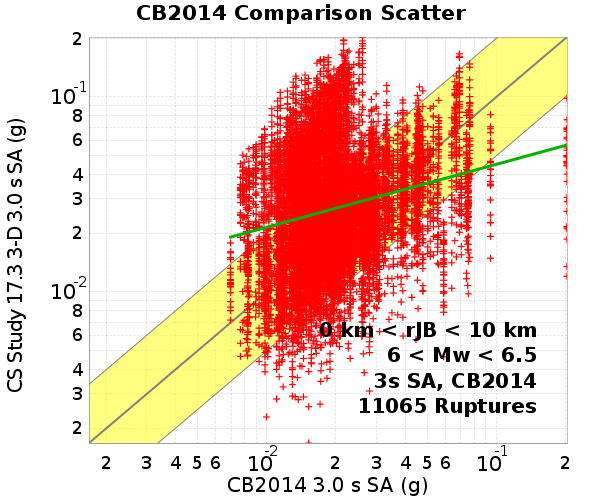 CB2014 Comparison Scatter
CS Study 17.3 3-D 3.0 s SA (g)
2
10-1
8
6
4
3
2
10-2
8
6
4
3
2
0 km < rJB < 10 km
6 < Mw < 6.5
3s SA, CB2014
11065 Ruptures
2 3 4 5 6 10-2 2 3 4 5 6 10-1 2
CB2014 3.0 s SA (g)